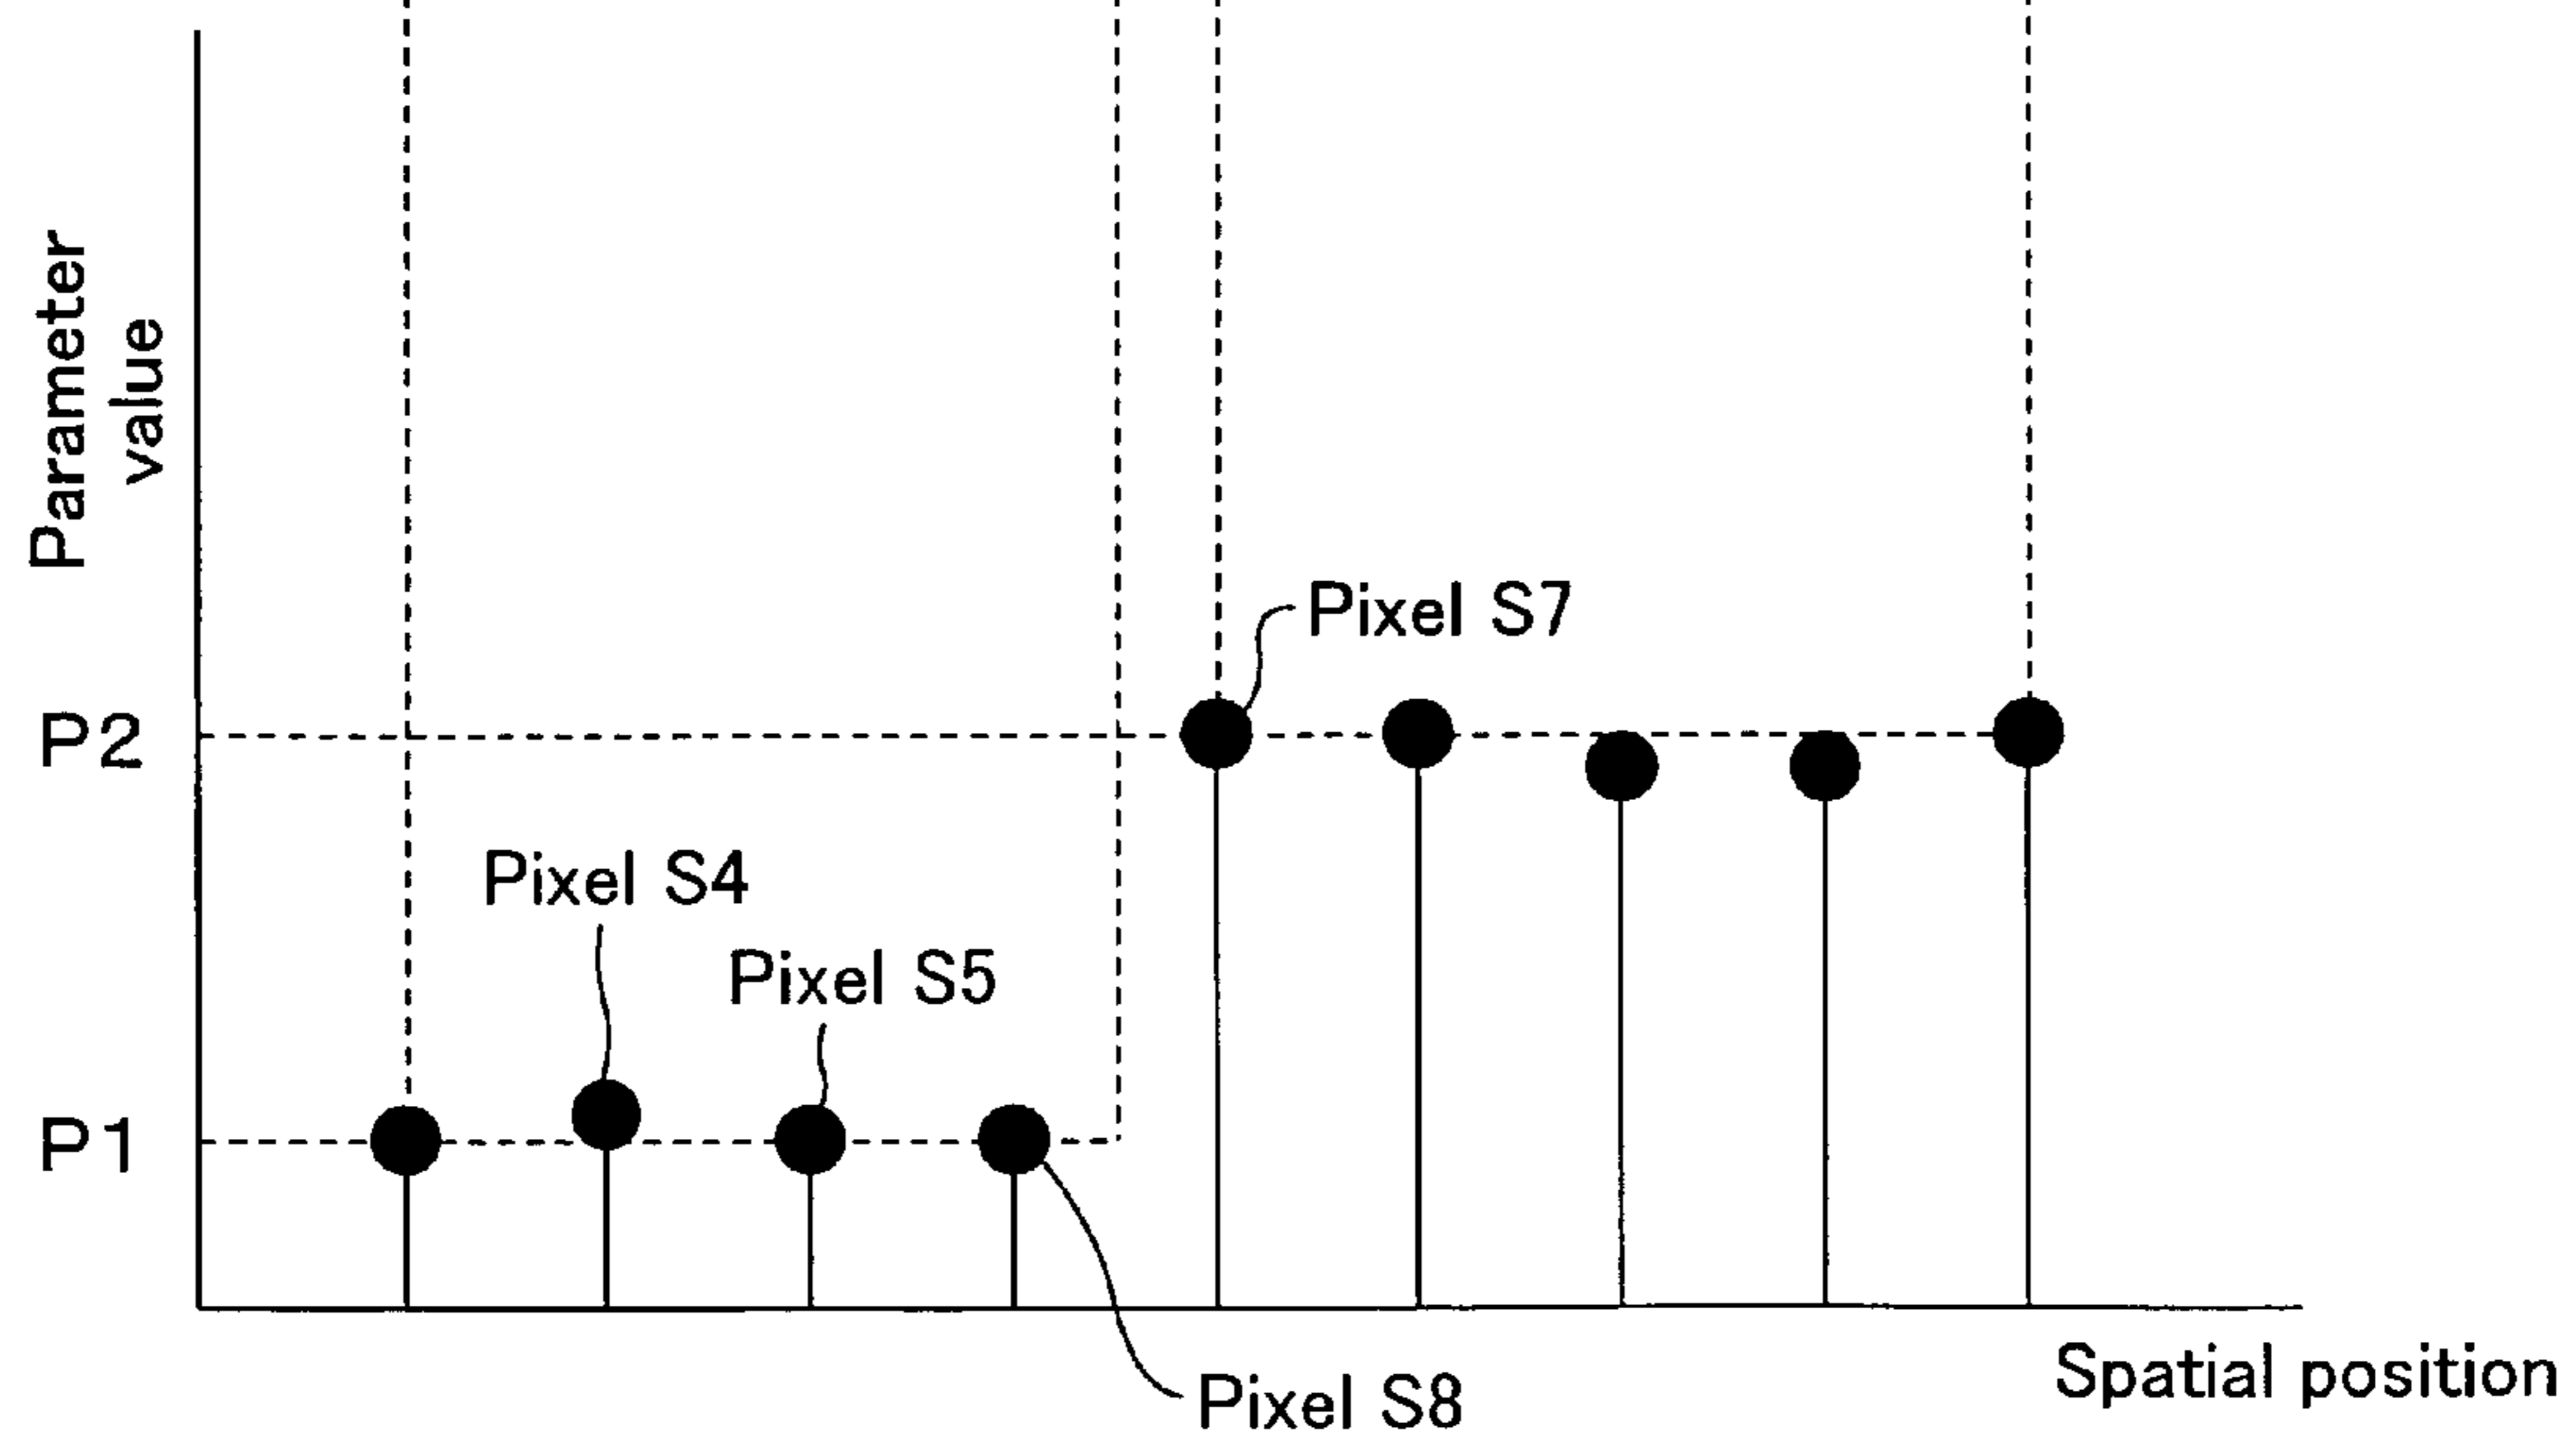 Parameter
value
Pixel S7
P2
Pixel S4
Pixel S5
P1
Spatial position
Pixel S8